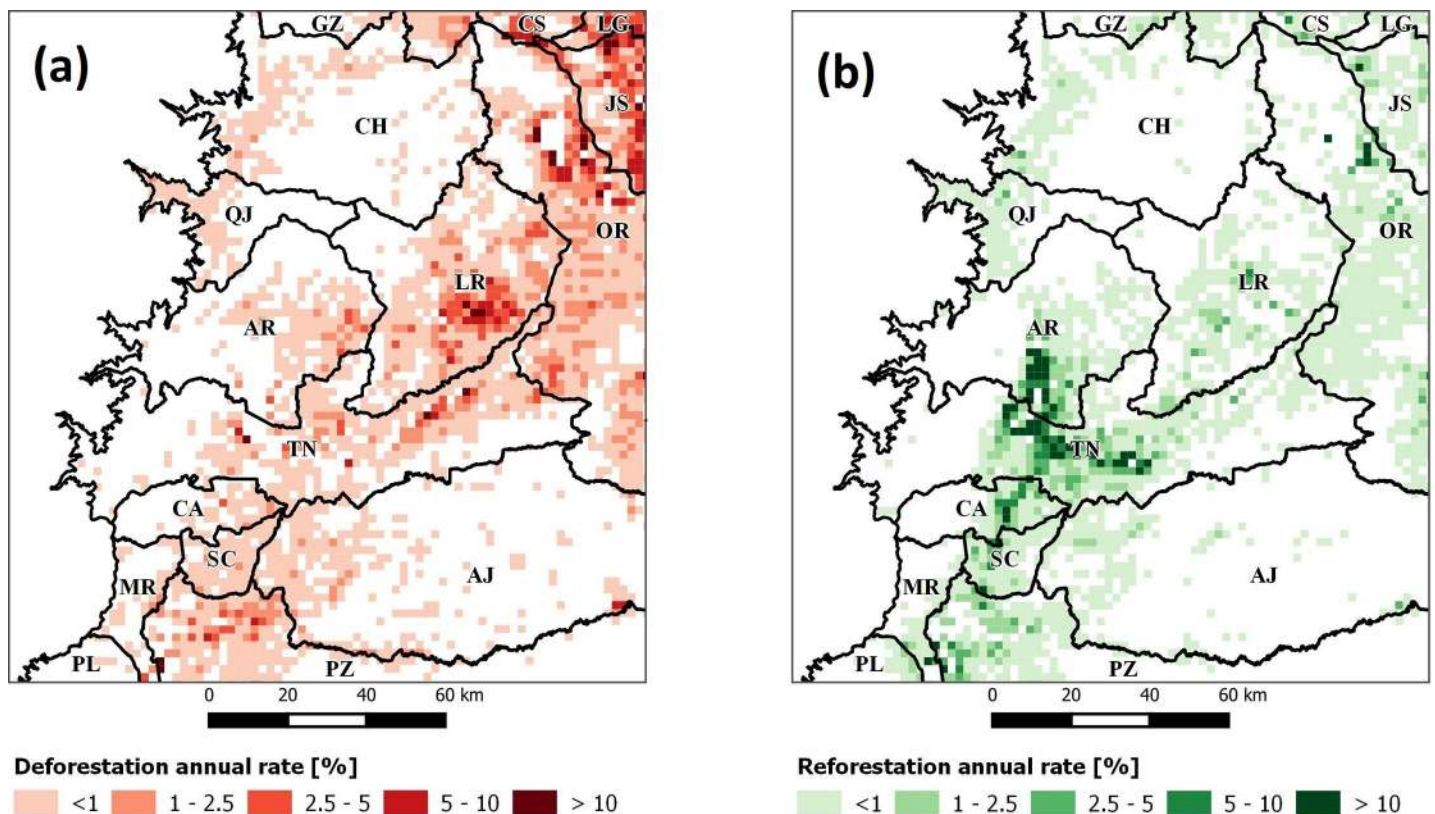 (a)
GZ
CS
LG
JS
CH
QJ
OR
LR
AR
TN
CA
SC
MR
AJ
PL
PZ
0 20 40 60 km
Deforestation annual rate [%]
<1 1 - 2.5 2.5 - 5 5 - 10 > 10
(b)
GZ
CS
LG
JS
CH
QJ
OR
LR
AR
TN
CA
SC
MR
AJ
PL
PZ
0 20 40 60 km
Reforestation annual rate [%]
<1 1 - 2.5 2.5 - 5 5 - 10 > 10